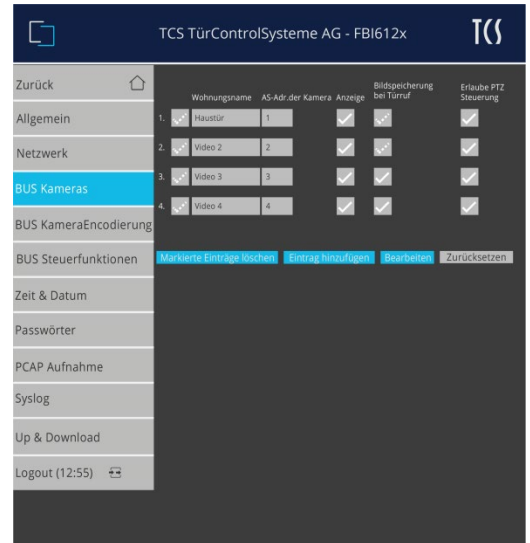 TCS TürControlSysteme AG - FBI612x
TCS
Zurück
Allgemein
Netzwerk
BUS Kameras
BUS KameraEncodierung
BUS Steuerfunktionen
Zeit & Datum
Passwörter
PCAP Aufnahme
Syslog
Up & Download
Logout (12:55)
Wohnungsname AS-Adr.der Kamera Anzeige Bildspeicherung bei Türruf Erlaube PTZ Steuerung
1. Haustür 1
2. Video 2 2
3. Video 3 3
4. Video 4 4
Markierte Einträge löschen Eintrag hinzufügen Bearbeiten Zurücksetzen